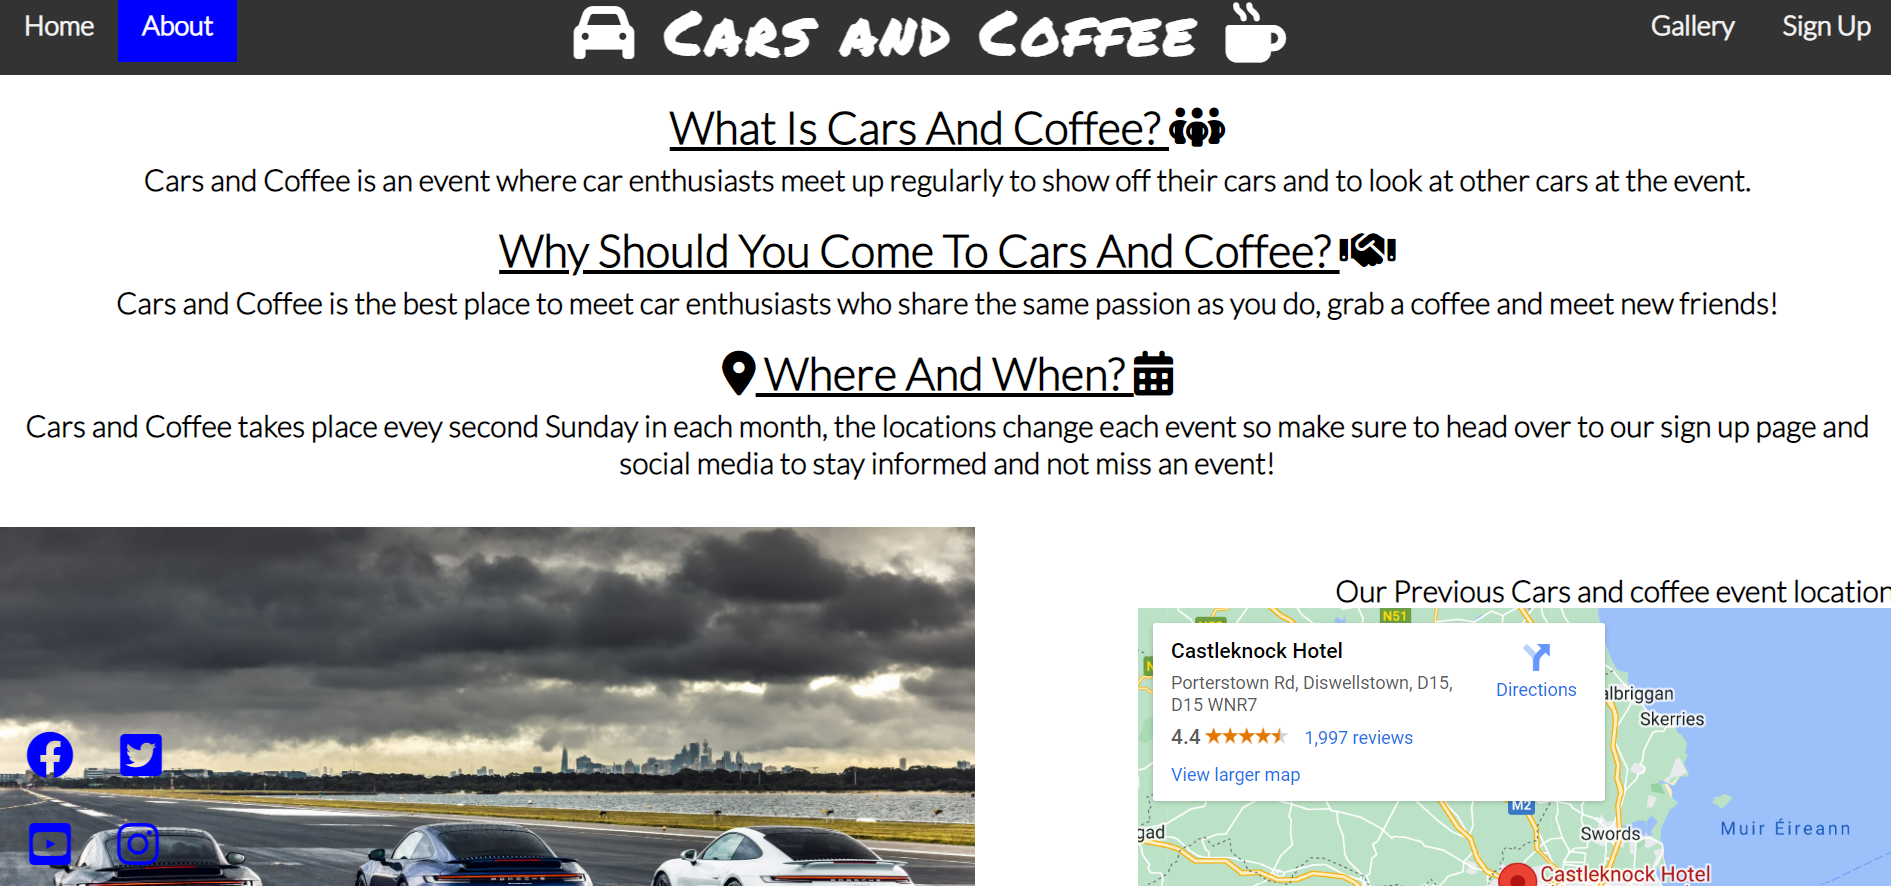 Home About Cars and Coffee Gallery Sign Up
What Is Cars And Coffee?
Cars and Coffee is an event where car enthusiasts meet up regularly to show off their cars and to look at other cars at the event.
Why Should You Come To Cars And Coffee?
Cars and Coffee is the best place to meet car enthusiasts who share the same passion as you do, grab a coffee and meet new friends!
Where And When?
Cars and Coffee takes place evey second Sunday in each month, the locations change each event so make sure to head over to our sign up page and
social media to stay informed and not miss an event!
Our Previous Cars and coffee event location
N51
Castleknock Hotel
Porterstown Rd, Diswellstown, D15,
D15 WNR7
4.4 1,997 reviews
View larger map
Directions
albriggan
Skerries
M2
Swords
gad
Muir Éireann
Castleknock Hotel
PORSCHE
PORSCHE